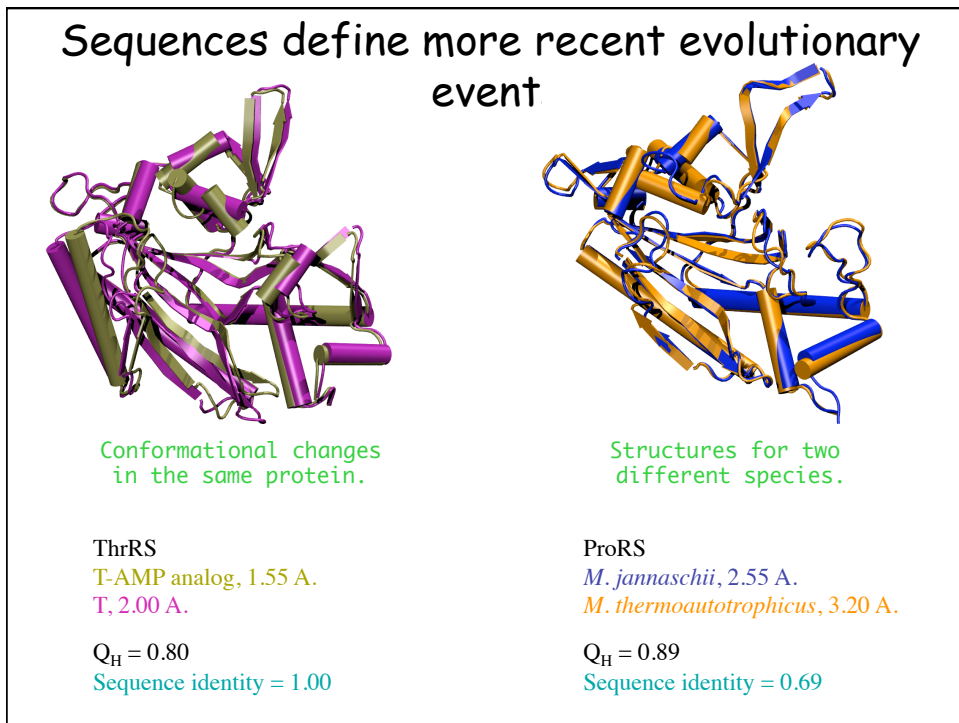 Sequences define more recent evolutionary
event
Conformational changes
in the same protein.
Structures for two
different species.
ThrRS
T-AMP analog, 1.55 A.
T, 2.00 A.
Q_H = 0.80
Sequence identity = 1.00
ProRS
M. jannaschii, 2.55 A.
M. thermoautotrophicus, 3.20 A.
Q_H = 0.89
Sequence identity = 0.69